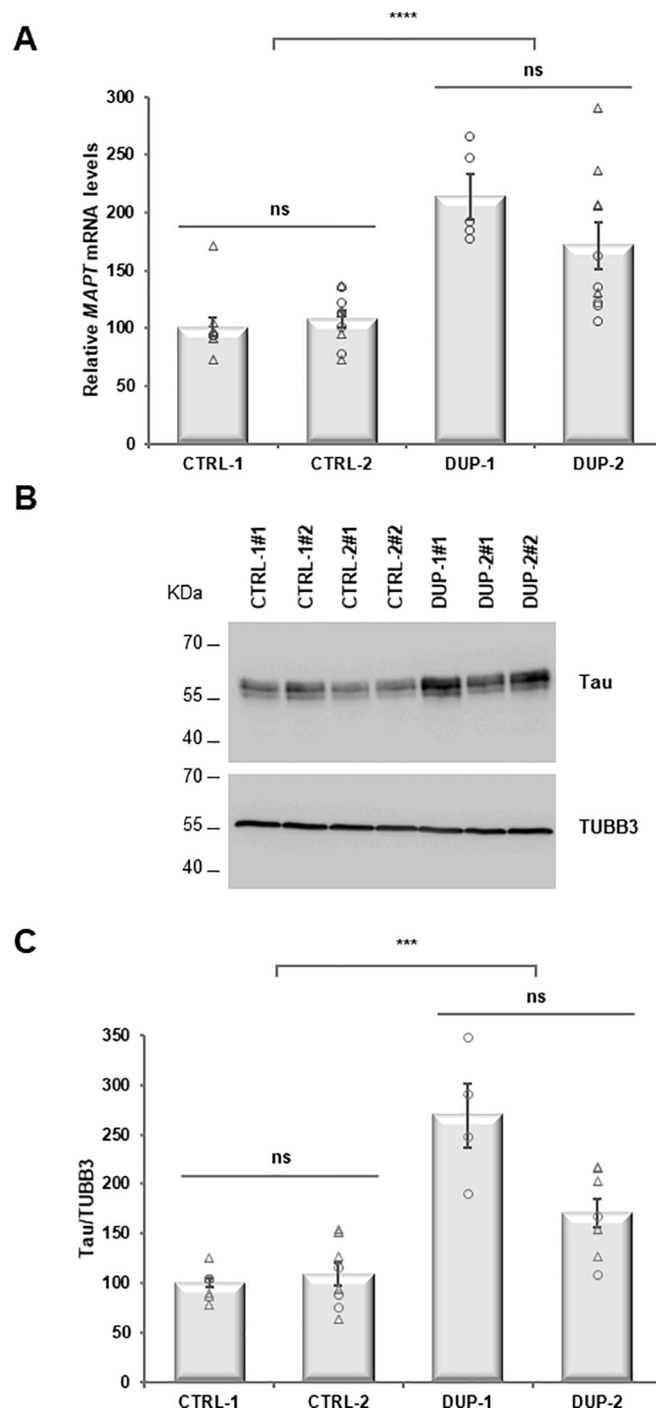 A
****
ns
ns
Relative MAPT mRNA levels
300
250
200
150
100
50
0
CTRL-1 CTRL-2 DUP-1 DUP-2
B
CTRL-1#1 CTRL-1#2 CTRL-2#1 CTRL-2#2 DUP-1#1 DUP-2#1 DUP-2#2
KDa
70
55
40
Tau
70
55
40
TUBB3
C
***
ns
ns
Tau/TUBB3
350
300
250
200
150
100
50
0
CTRL-1 CTRL-2 DUP-1 DUP-2